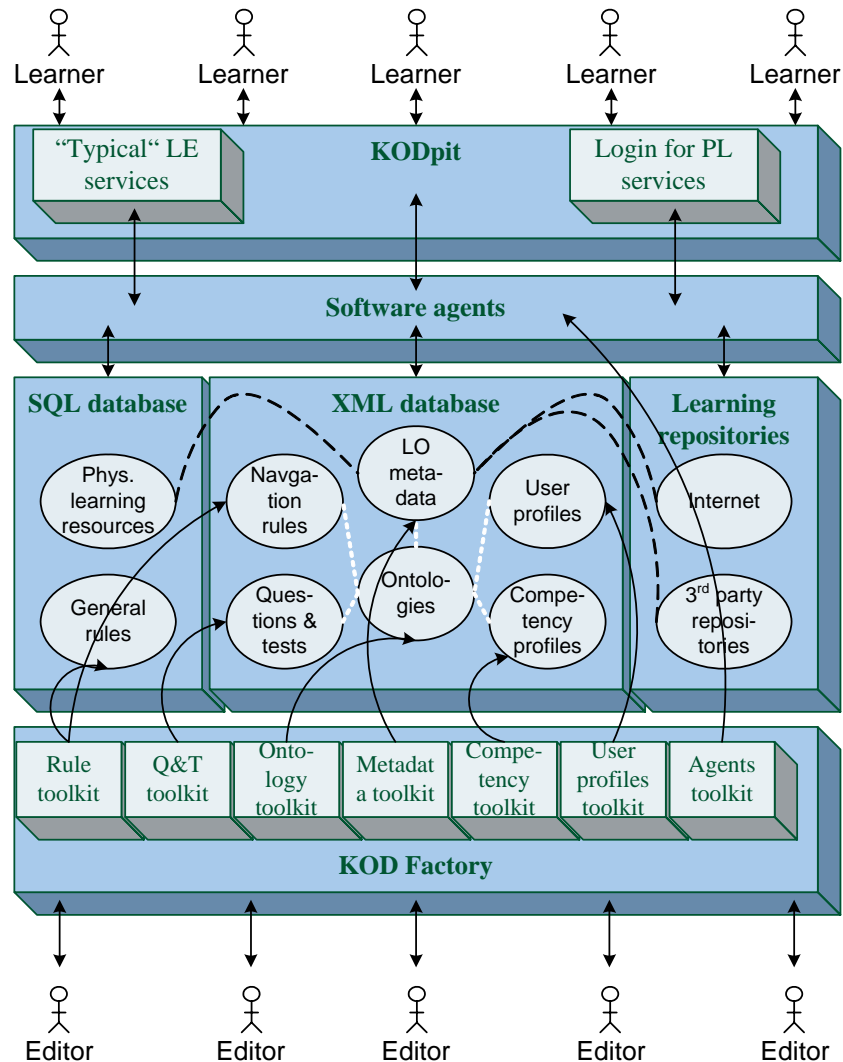 Learner Learner Learner Learner Learner
“Typical“ LE
services
KODpit
Login for PL
services
Software agents
SQL database
XML database
Learning
repositories
Phys.
learning
resources
Navgation
rules
LO
meta-
data
User
profiles
Internet
General
rules
Ques-
tions &
tests
Ontolo-
gies
Compe-
tency
profiles
3rd party
reposi-
tories
Rule
toolkit
Q&T
toolkit
Onto-
logy
toolkit
Metadat
a toolkit
Compe-
tency
toolkit
User
profiles
toolkit
Agents
toolkit
KOD Factory
Editor Editor Editor Editor Editor